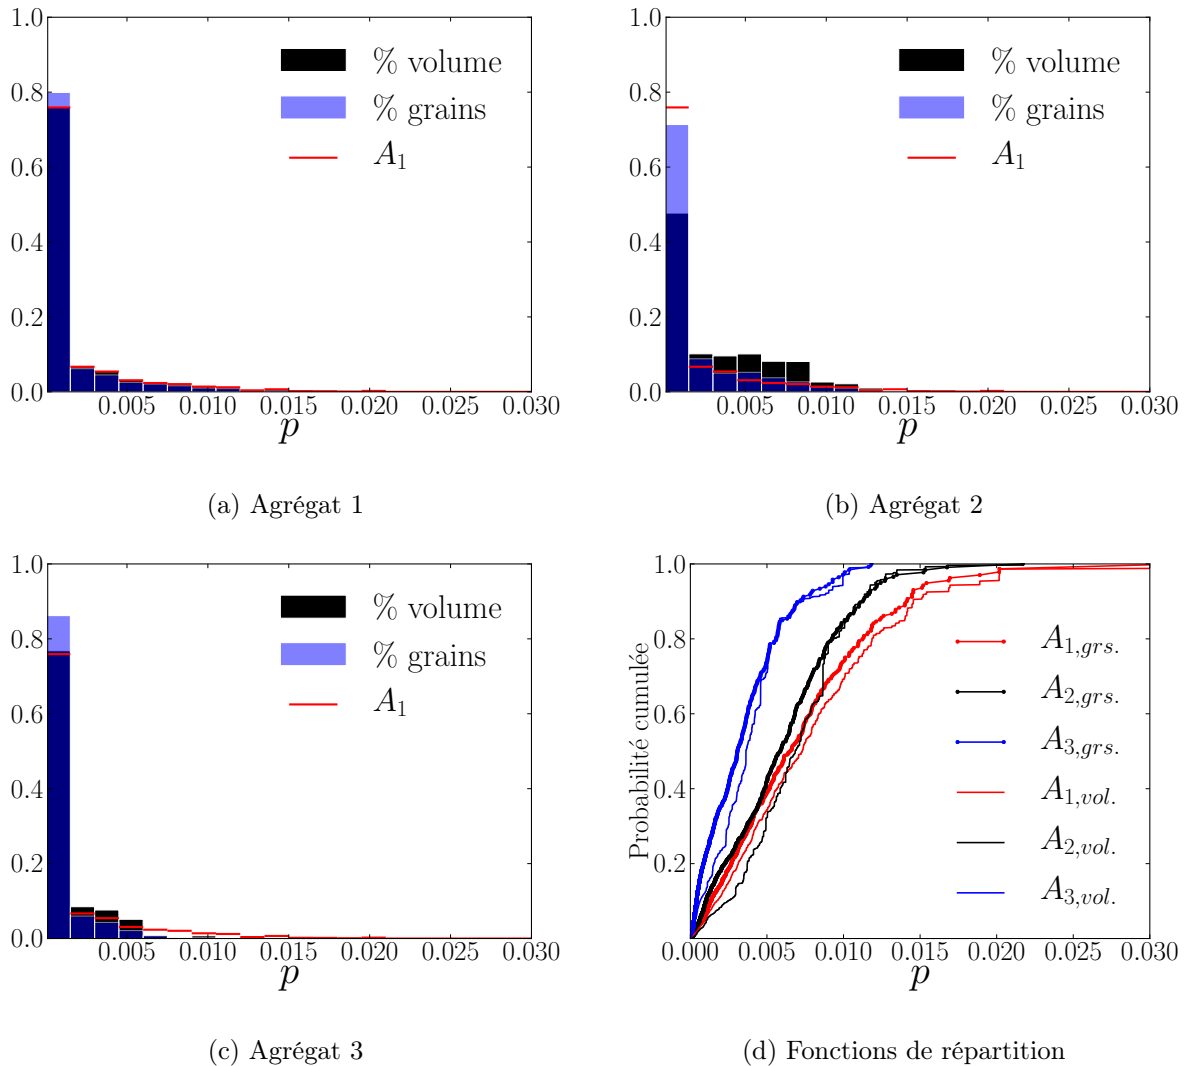 1.0
0.8
0.6
0.4
0.2
0.0
0.005 0.010 0.015 0.020 0.025 0.030
p
% volume
% grains
A1
(a) Agrégat 1
1.0
0.8
0.6
0.4
0.2
0.0
0.005 0.010 0.015 0.020 0.025 0.030
p
% volume
% grains
A1
(b) Agrégat 2
1.0
0.8
0.6
0.4
0.2
0.0
0.005 0.010 0.015 0.020 0.025 0.030
p
% volume
% grains
A1
(c) Agrégat 3
Probabilité cumulée
1.0
0.8
0.6
0.4
0.2
0.000 0.005 0.010 0.015 0.020 0.025 0.030
p
A1,grs.
A2,grs.
A3,grs.
A1,vol.
A2,vol.
A3,vol.
(d) Fonctions de répartition